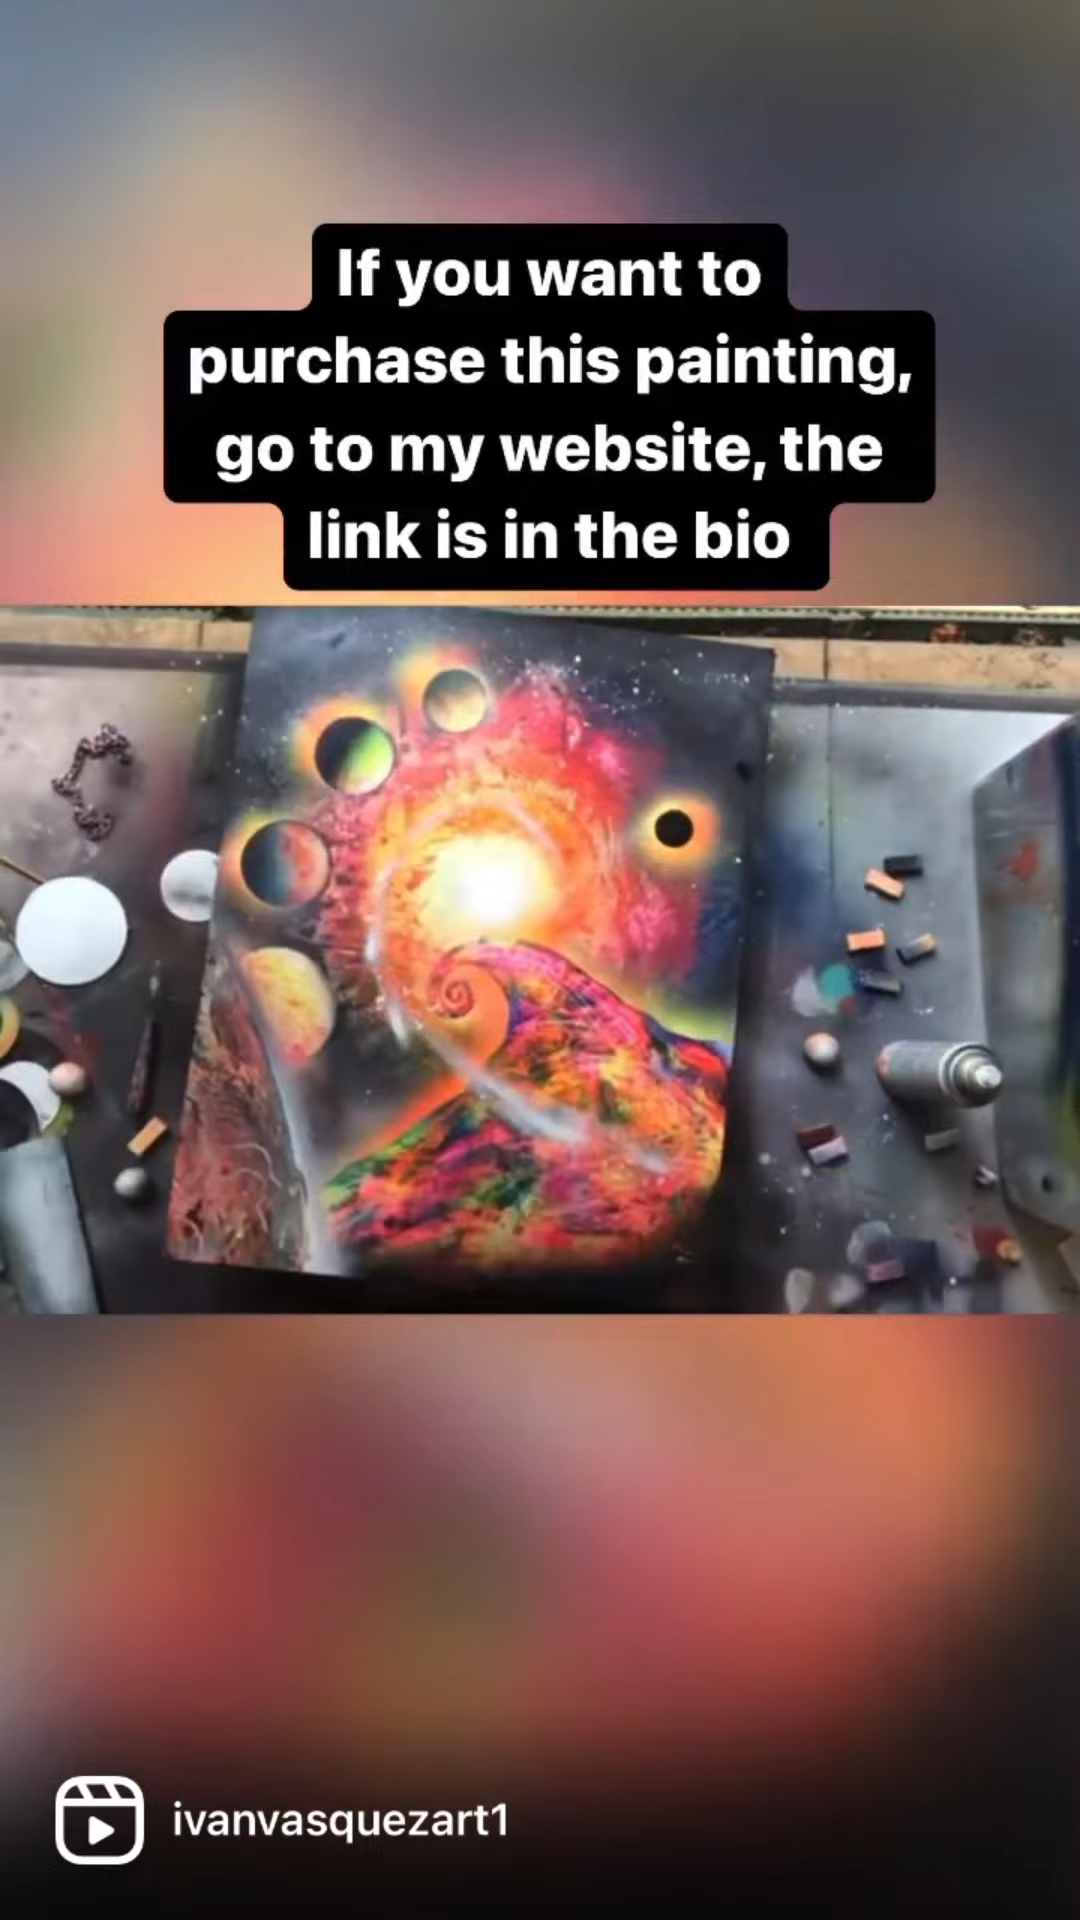 If you want to
purchase this painting,
go to my website, the
link is in the bio
ivanvasquezart1